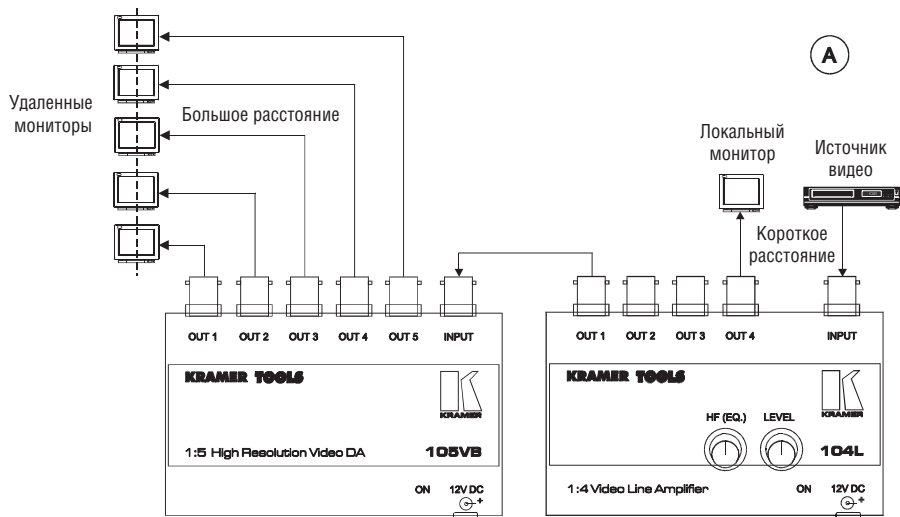 A
Удаленные
мониторы
Большое расстояние
Локальный
монитор
Источник
видео
Короткое
расстояние
OUT 1 OUT 2 OUT 3 OUT 4 OUT 5 INPUT
KRAMER TOOLS
K
KRAMER
1:5 High Resolution Video DA 105VB
ON 12V DC
+
OUT 1 OUT 2 OUT 3 OUT 4 INPUT
KRAMER TOOLS
K
KRAMER
HF (EQ.) LEVEL
104L
1:4 Video Line Amplifier ON 12V DC
+